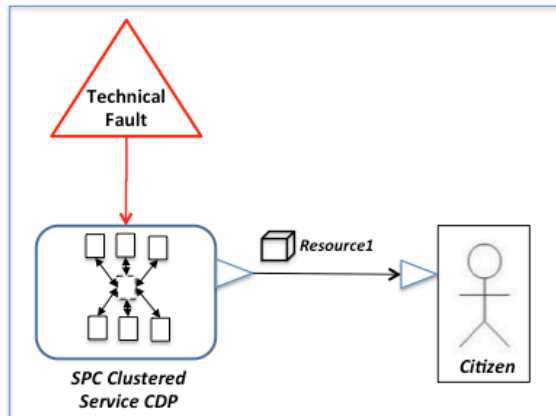 Technical
Fault
Resource1
SPC Clustered
Service CDP
Citizen